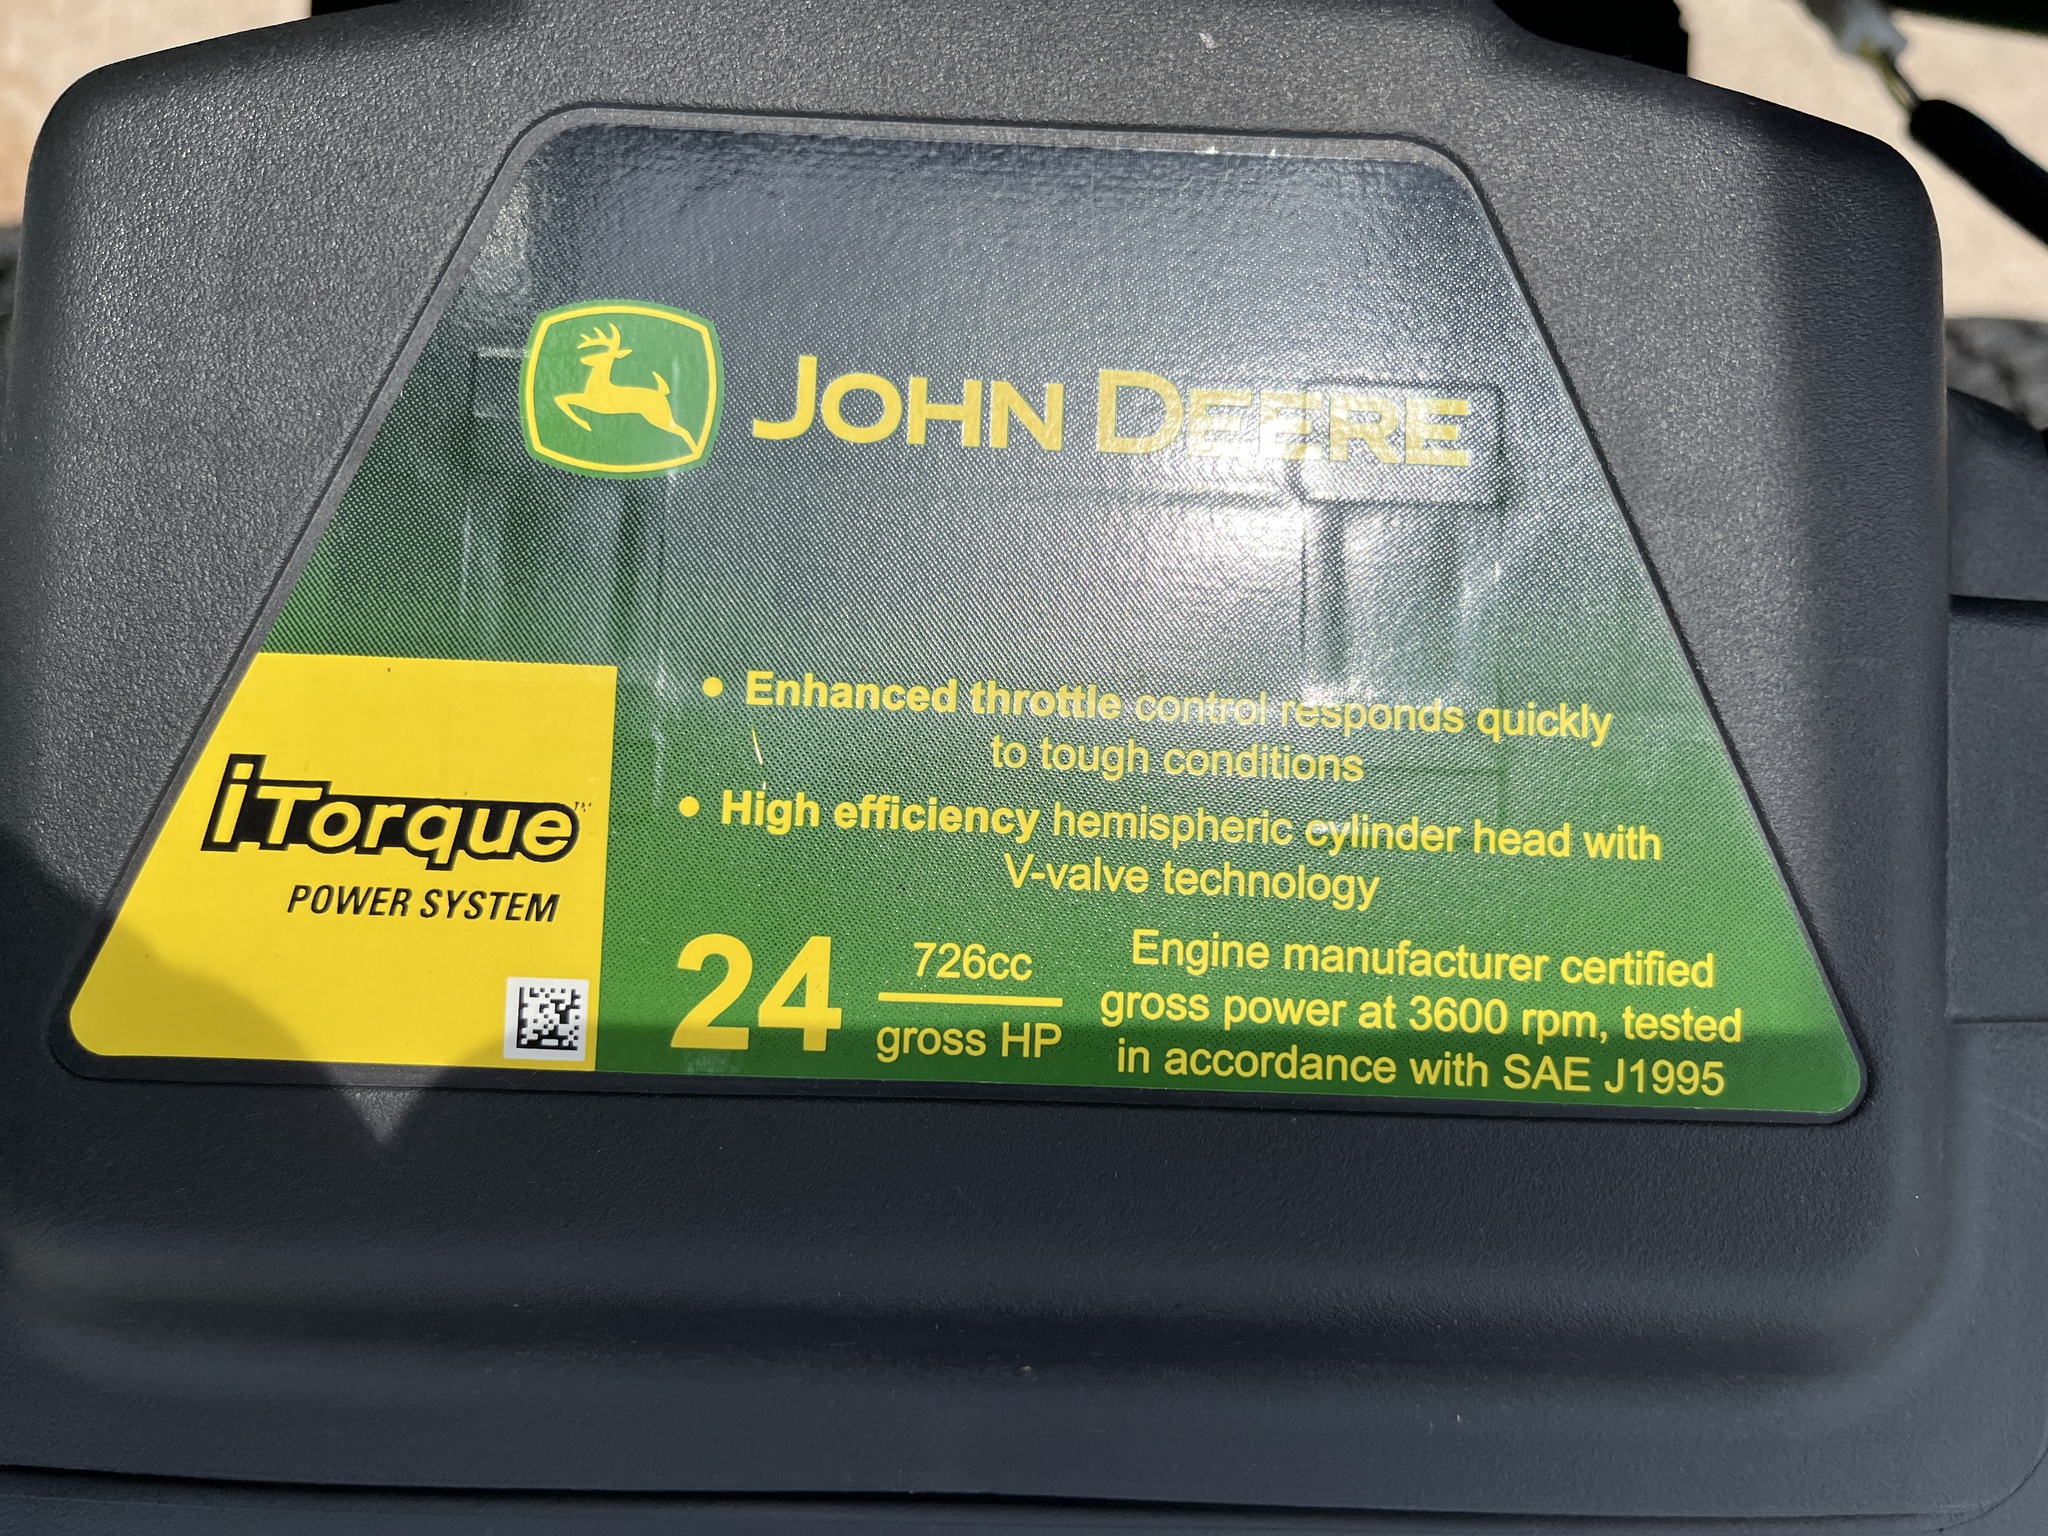 JOHN DEERE
• Enhanced throttle control responds quickly
to tough conditions
• High efficiency hemispheric cylinder head with
V-valve technology
iTorque™
POWER SYSTEM
24
726cc
gross HP
Engine manufacturer certified
gross power at 3600 rpm, tested
in accordance with SAE J1995